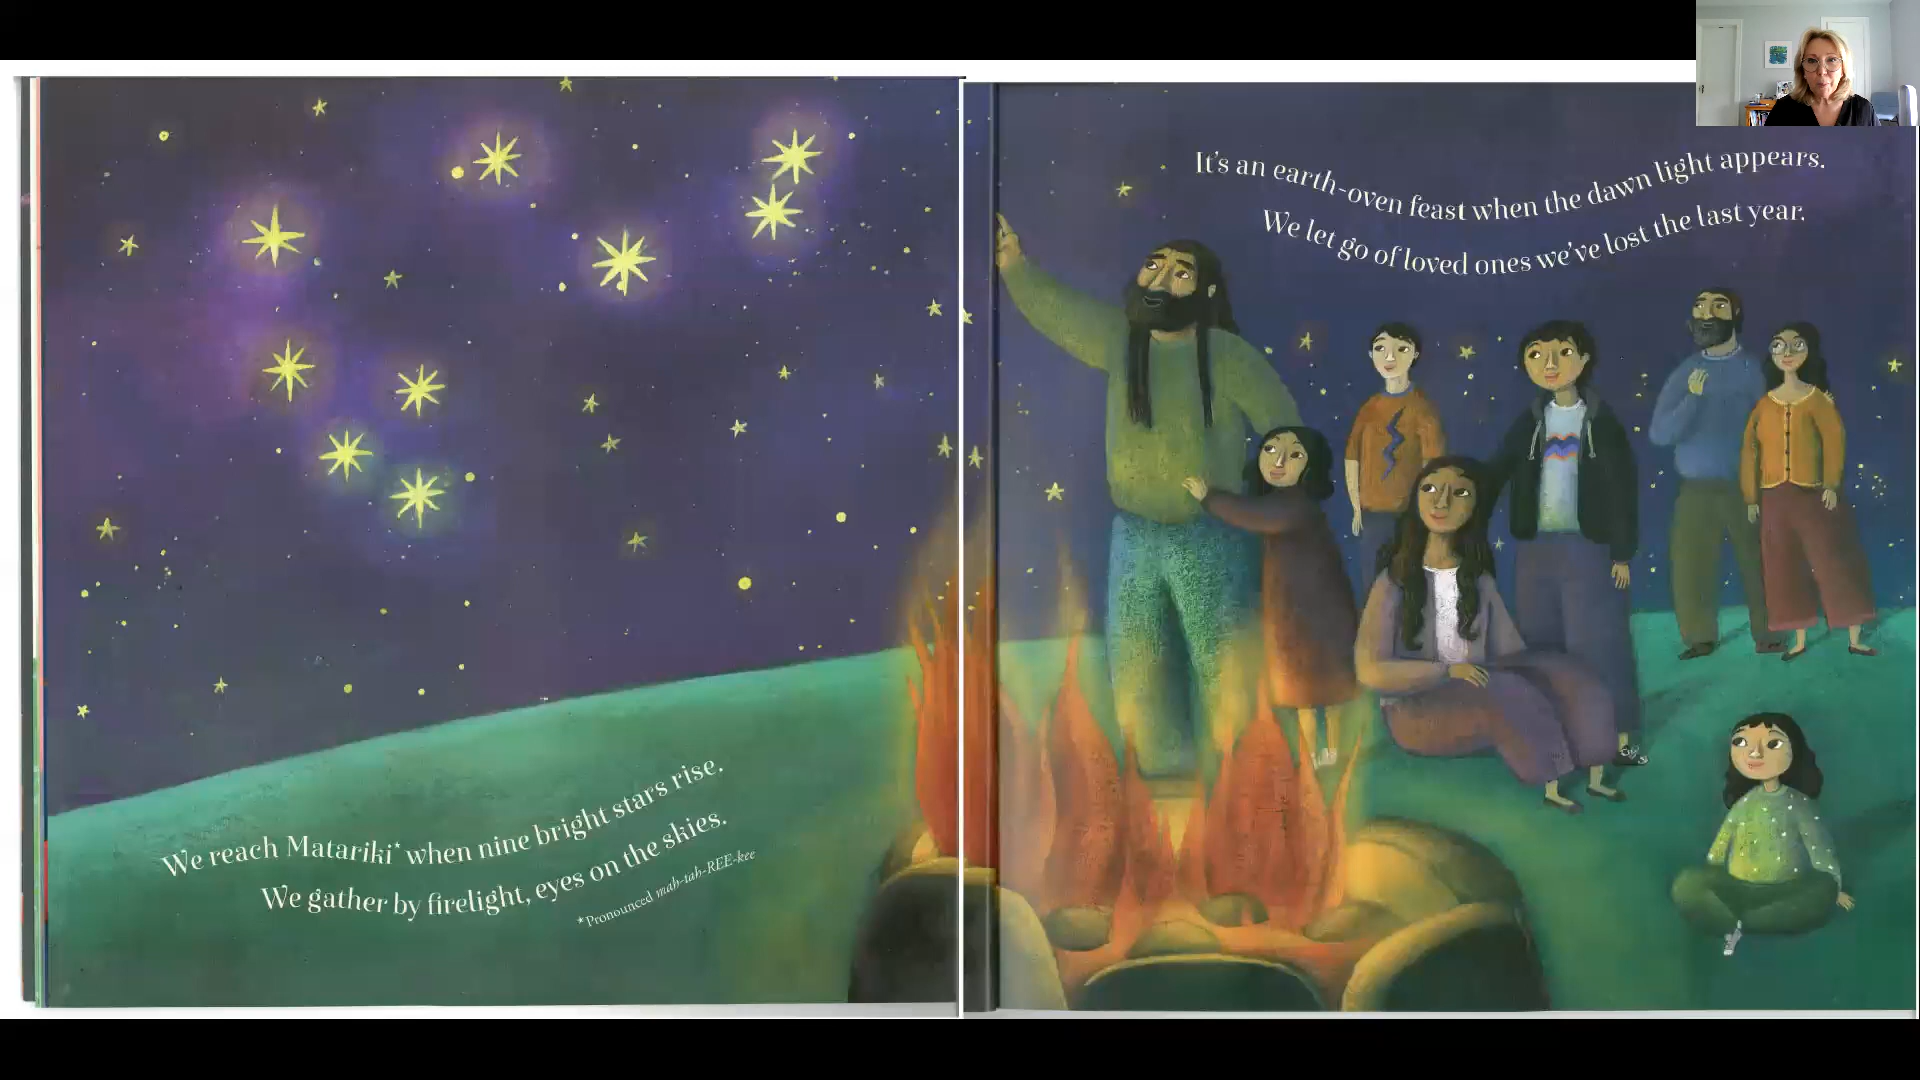 We reach Matariki* when nine bright stars rise.
We gather by firelight, eyes on the skies.
*Pronounced mah-tah-REE-kee
It's an earth-oven feast when the dawn light appears.
We let go of loved ones we've lost the last year.